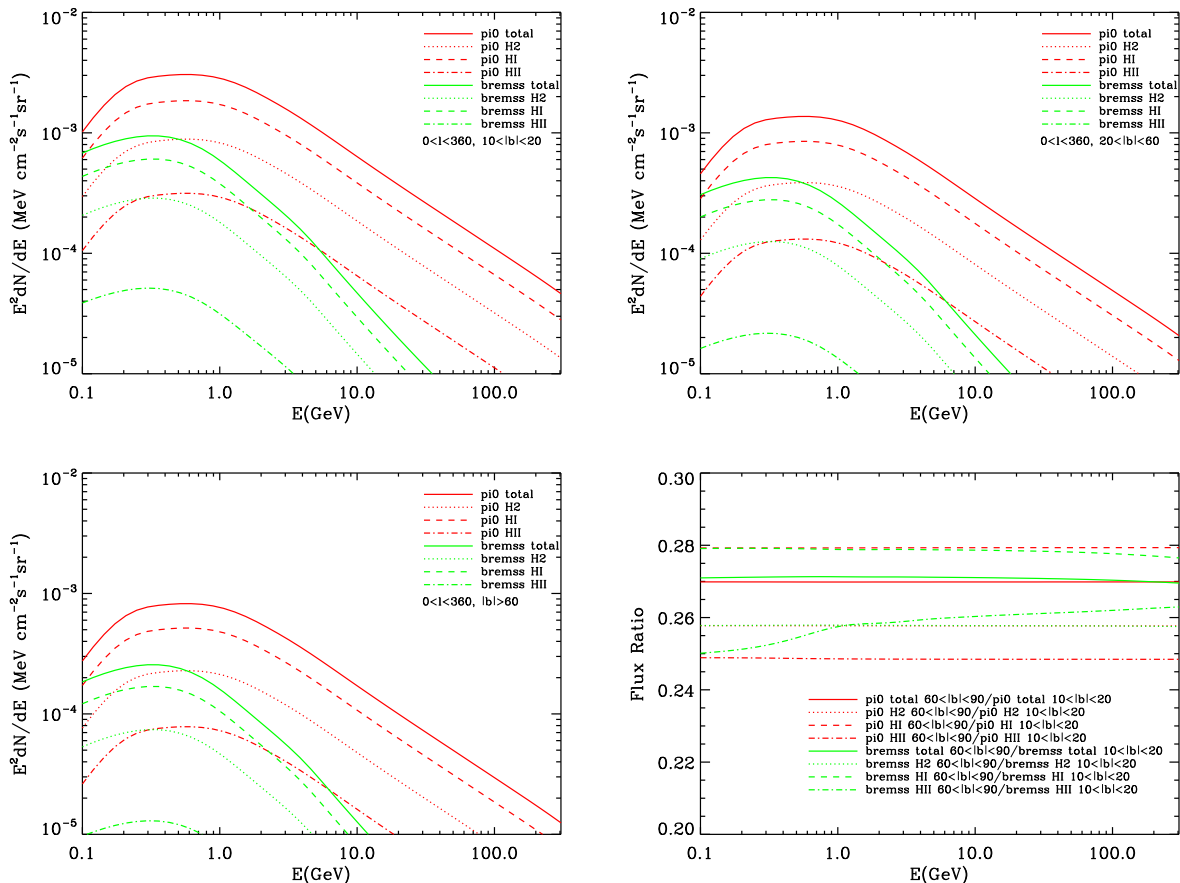 10⁻²
10⁻³
10⁻⁴
10⁻⁵
E²dN/dE (MeV cm⁻²s⁻¹sr⁻¹)
pi0 total
pi0 H2
pi0 HI
pi0 HII
bremss total
bremss H2
bremss HI
bremss HII
0<l<360, 10<|b|<20
0.1 1.0 10.0 100.0
E(GeV)
10⁻²
10⁻³
10⁻⁴
10⁻⁵
E²dN/dE (MeV cm⁻²s⁻¹sr⁻¹)
pi0 total
pi0 H2
pi0 HI
pi0 HII
bremss total
bremss H2
bremss HI
bremss HII
0<l<360, 20<|b|<60
0.1 1.0 10.0 100.0
E(GeV)
10⁻²
10⁻³
10⁻⁴
10⁻⁵
E²dN/dE (MeV cm⁻²s⁻¹sr⁻¹)
pi0 total
pi0 H2
pi0 HI
pi0 HII
bremss total
bremss H2
bremss HI
bremss HII
0<l<360, |b|>60
0.1 1.0 10.0 100.0
E(GeV)
0.30
0.28
0.26
0.24
0.22
0.20
Flux Ratio
pi0 total 60<|b|<90/pi0 total 10<|b|<20
pi0 H2 60<|b|<90/pi0 H2 10<|b|<20
pi0 HI 60<|b|<90/pi0 HI 10<|b|<20
pi0 HII 60<|b|<90/pi0 HII 10<|b|<20
bremss total 60<|b|<90/bremss total 10<|b|<20
bremss H2 60<|b|<90/bremss H2 10<|b|<20
bremss HI 60<|b|<90/bremss HI 10<|b|<20
bremss HII 60<|b|<90/bremss HII 10<|b|<20
0.1 1.0 10.0 100.0
E(GeV)